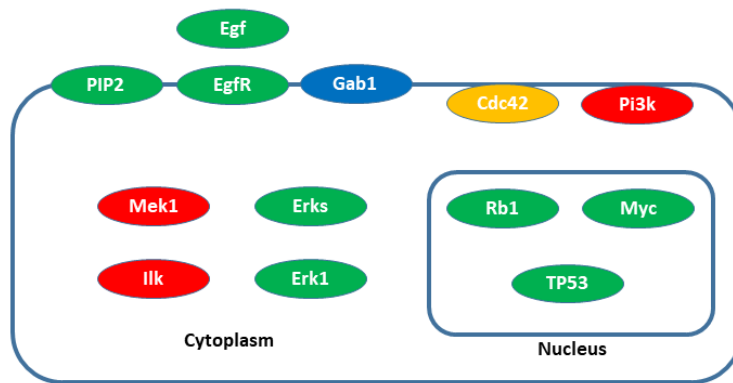 Egf
PIP2
EgfR
Gab1
Cdc42
Pi3k
Mek1
Erks
Rb1
Myc
Ilk
Erk1
TP53
Cytoplasm
Nucleus